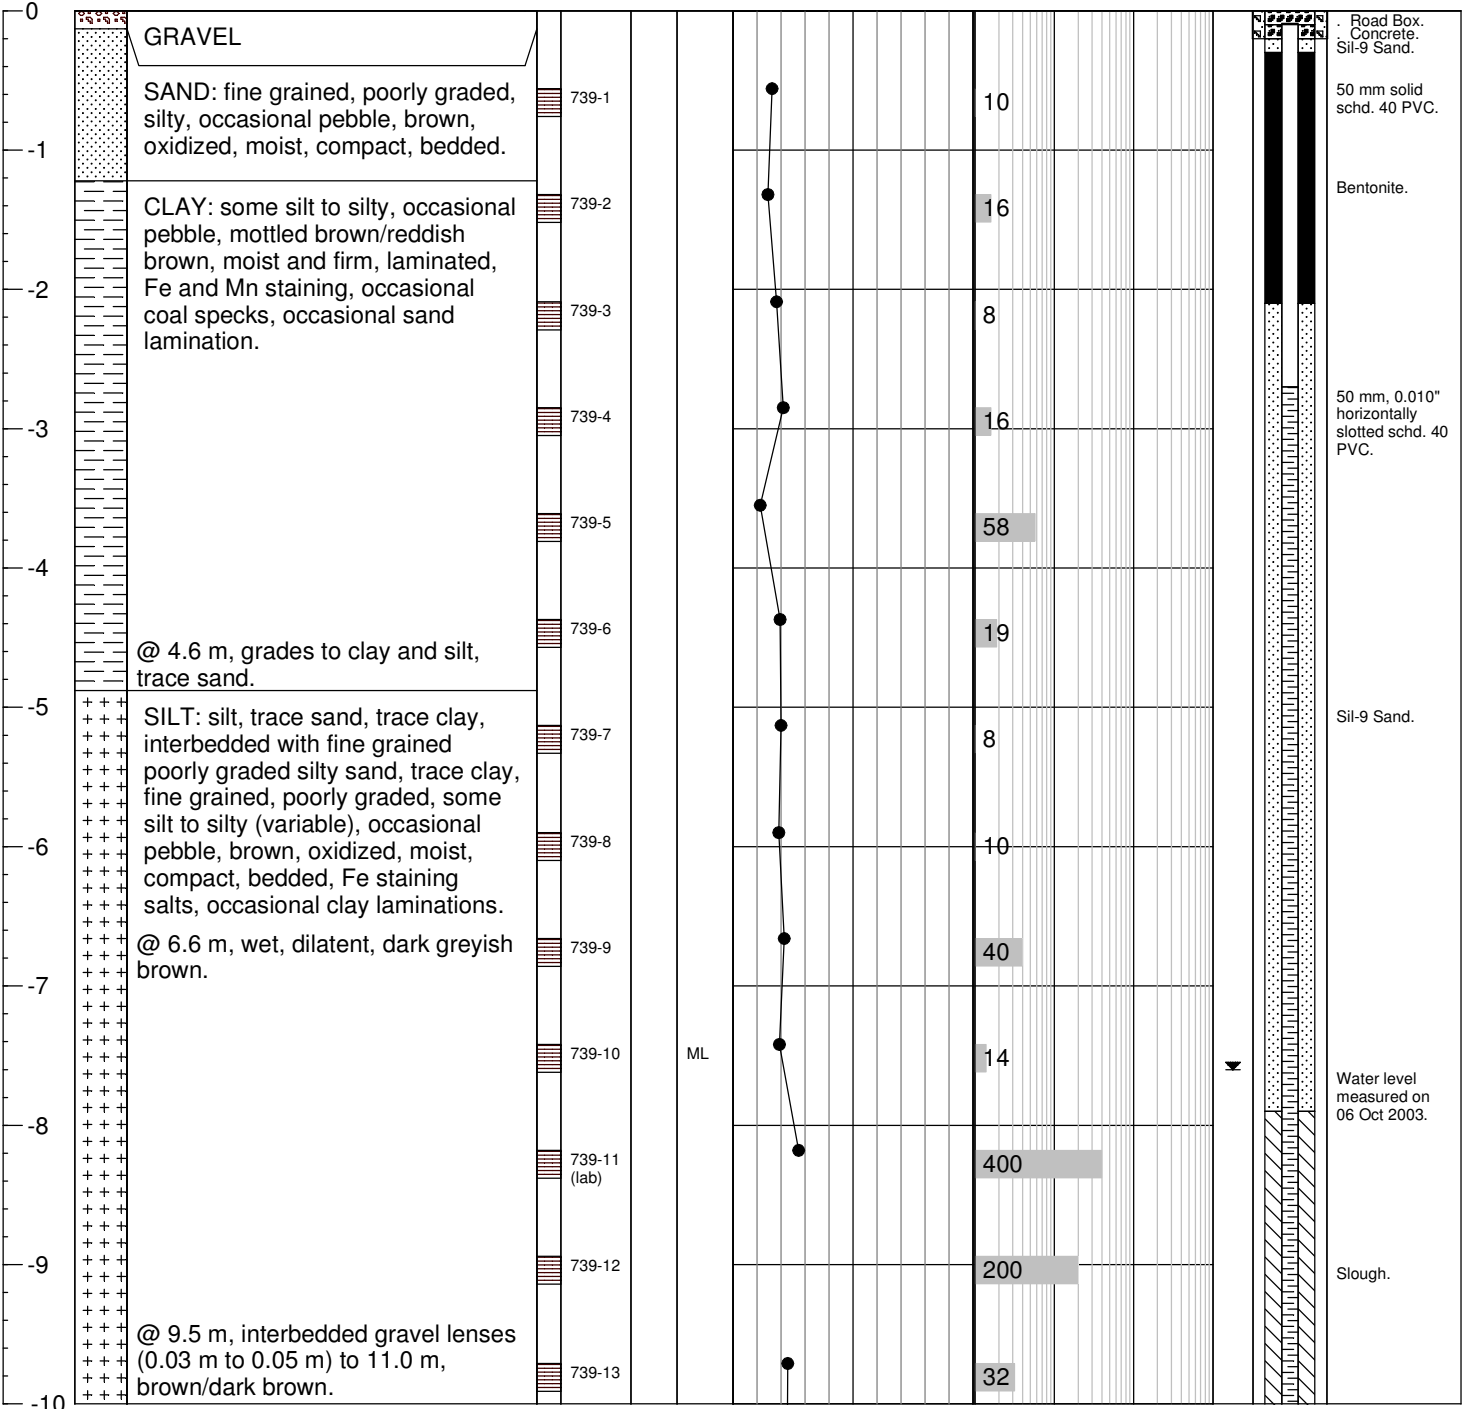 0
GRAVEL
. Road Box.
. Concrete.
Sil-9 Sand.
SAND: fine grained, poorly graded,
silty, occasional pebble, brown,
oxidized, moist, compact, bedded.
739-1
10
50 mm solid
schd. 40 PVC.
-1
CLAY: some silt to silty, occasional
pebble, mottled brown/reddish
brown, moist and firm, laminated,
Fe and Mn staining, occasional
coal specks, occasional sand
lamination.
739-2
16
Bentonite.
-2
739-3
8
739-4
16
50 mm, 0.010"
horizontally
slotted schd. 40
PVC.
-3
739-5
58
-4
739-6
19
@ 4.6 m, grades to clay and silt,
trace sand.
-5
SILT: silt, trace sand, trace clay,
interbedded with fine grained
poorly graded silty sand, trace clay,
fine grained, poorly graded, some
silt to silty (variable), occasional
pebble, brown, oxidized, moist,
compact, bedded, Fe staining
salts, occasional clay laminations.
739-7
8
Sil-9 Sand.
739-8
10
-6
@ 6.6 m, wet, dilatent, dark greyish
brown.
739-9
40
-7
739-10
ML
14
Water level
measured on
06 Oct 2003.
-8
739-11
(lab)
400
-9
739-12
200
Slough.
@ 9.5 m, interbedded gravel lenses
(0.03 m to 0.05 m) to 11.0 m,
brown/dark brown.
739-13
32
-10